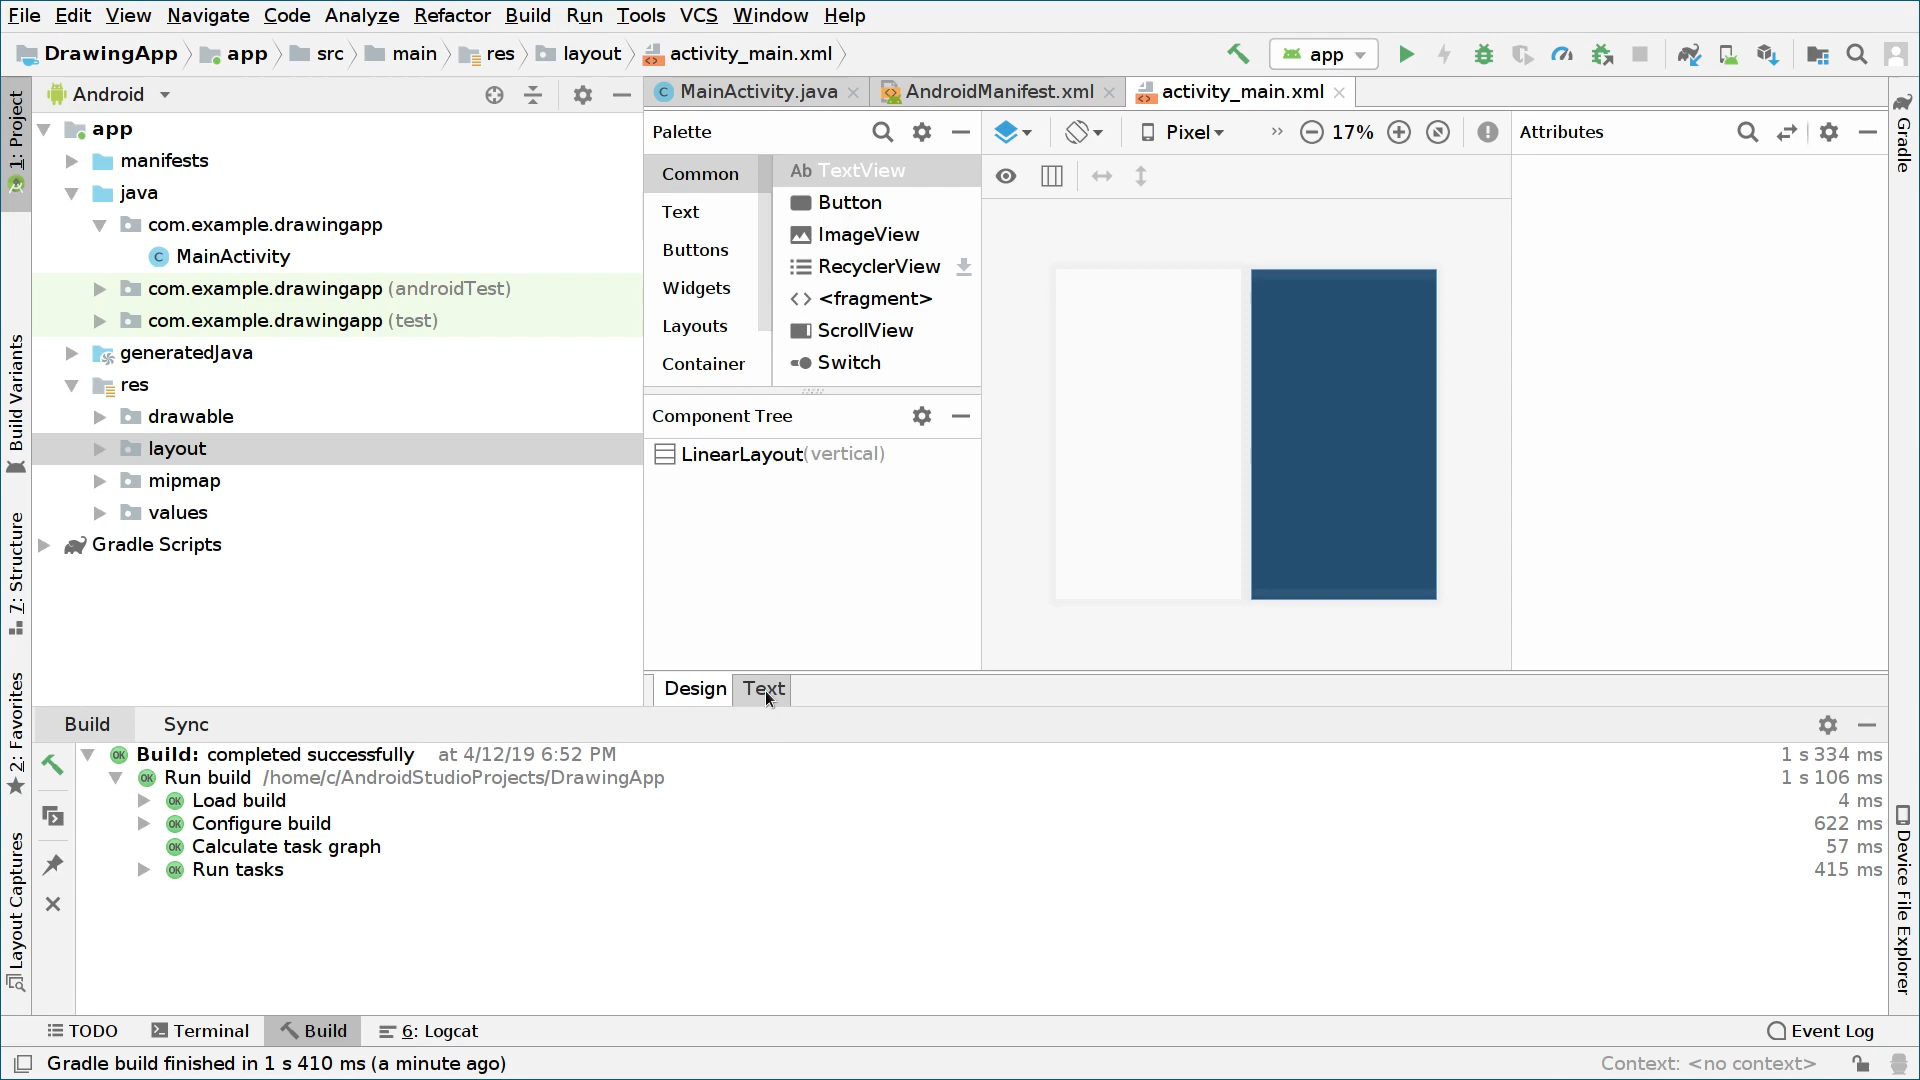 File Edit View Navigate Code Analyze Refactor Build Run Tools VCS Window Help
DrawingApp app src main res layout activity_main.xml
app
1: Project
Build Variants
7: Structure
2: Favorites
Layout Captures
Android
app
manifests
java
com.example.drawingapp
C MainActivity
com.example.drawingapp (androidTest)
com.example.drawingapp (test)
generatedJava
res
drawable
layout
mipmap
values
Gradle Scripts
C MainActivity.java AndroidManifest.xml activity_main.xml
Palette
Common
Text
Buttons
Widgets
Layouts
Container
Ab TextView
Button
ImageView
RecyclerView
<fragment>
ScrollView
Switch
Component Tree
LinearLayout(vertical)
Pixel 17%
Attributes
Gradle
Device File Explorer
Design Text
Build Sync
OK Build: completed successfully at 4/12/19 6:52 PM 1 s 334 ms
OK Run build /home/c/AndroidStudioProjects/DrawingApp 1 s 106 ms
OK Load build 4 ms
OK Configure build 622 ms
OK Calculate task graph 57 ms
OK Run tasks 415 ms
TODO Terminal Build 6: Logcat Event Log
Gradle build finished in 1 s 410 ms (a minute ago) Context: <no context>